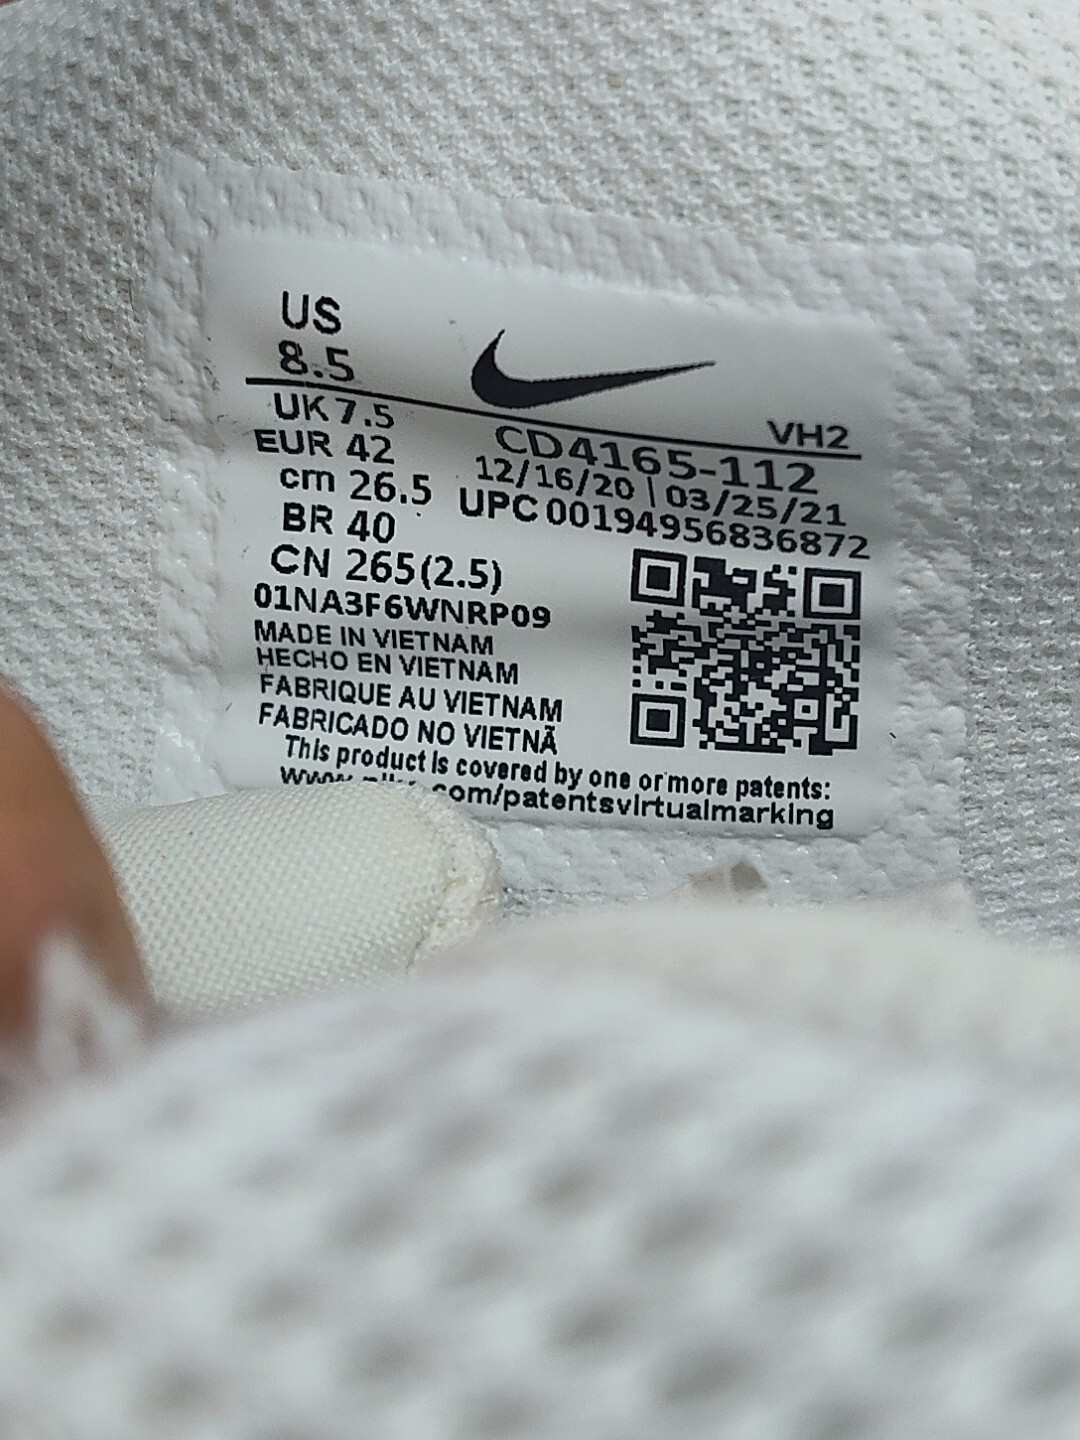 US
8.5
VH2
UK 7.5
CD4165-112
EUR 42
12/16/20 | 03/25/21
cm 26.5
UPC 00194956836872
BR 40
CN 265(2.5)
01NA3F6WNRP09
MADE IN VIETNAM
HECHO EN VIETNAM
FABRIQUE AU VIETNAM
FABRICADO NO VIETNÃ
This product is covered by one or more patents:
www. .com/patentsvirtualmarking